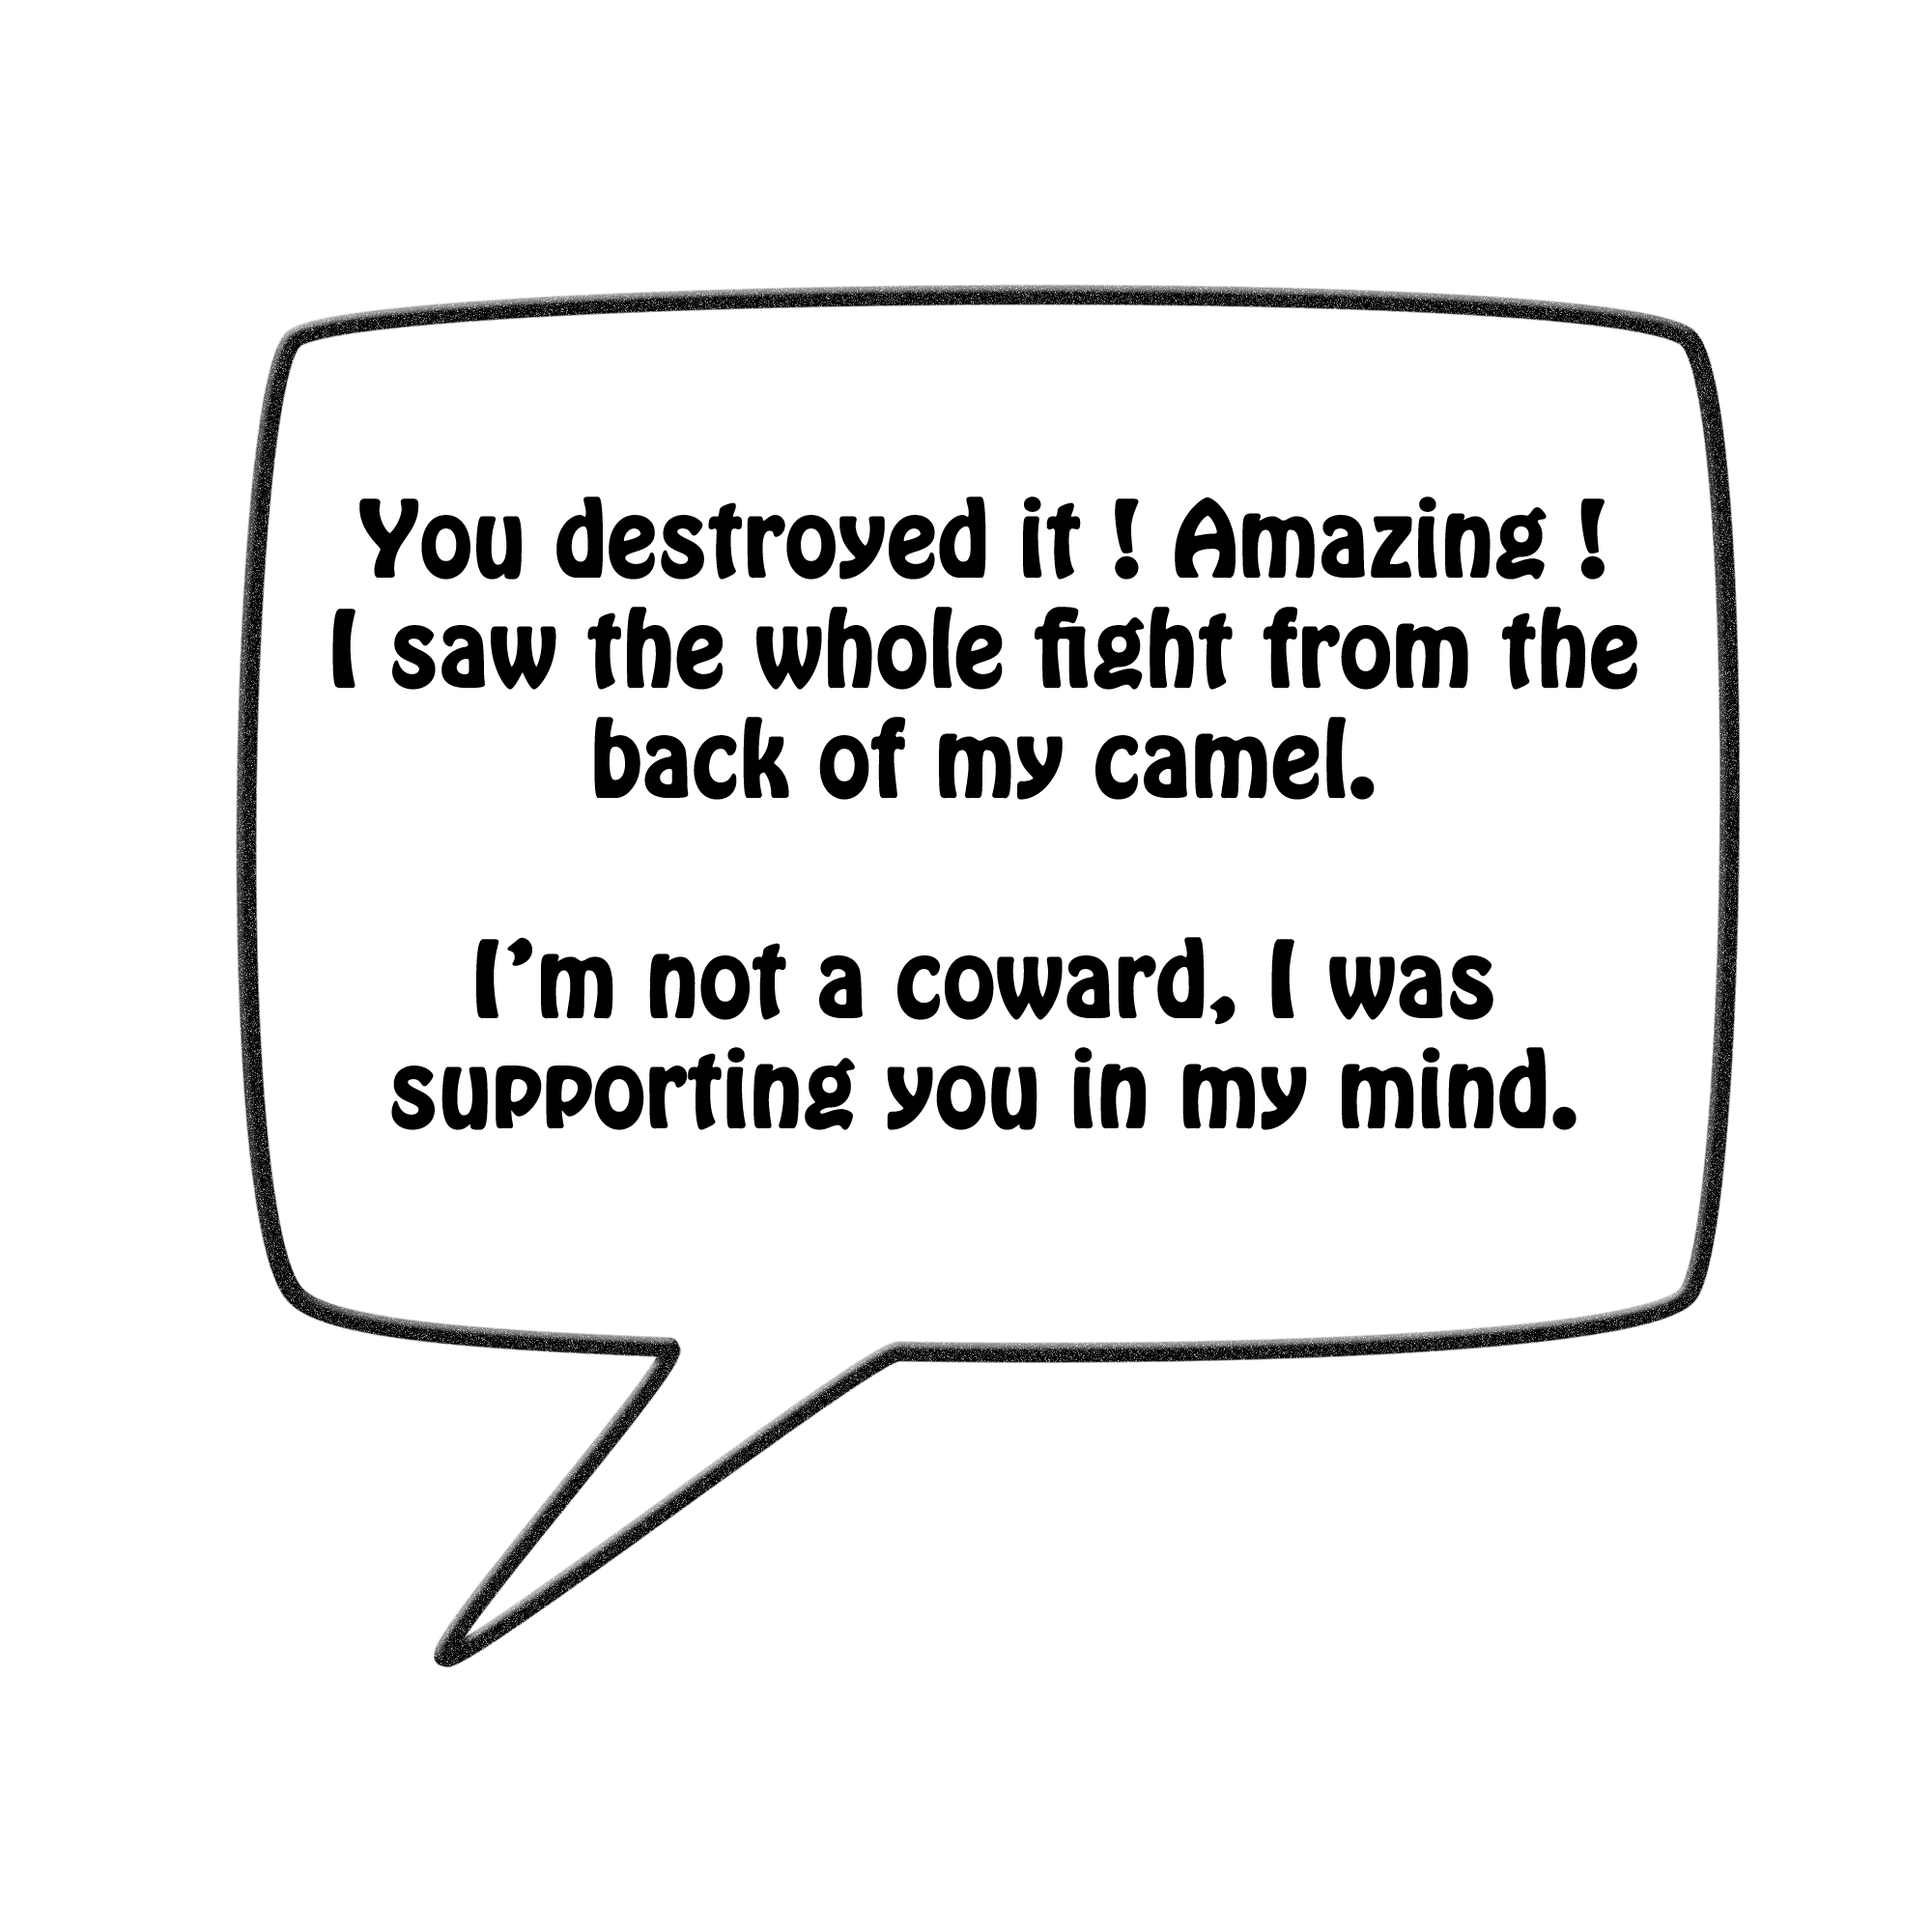 You destroyed it ! Amazing !
I saw the whole fight from the
back of my camel.
I’m not a coward, I was
supporting you in my mind.